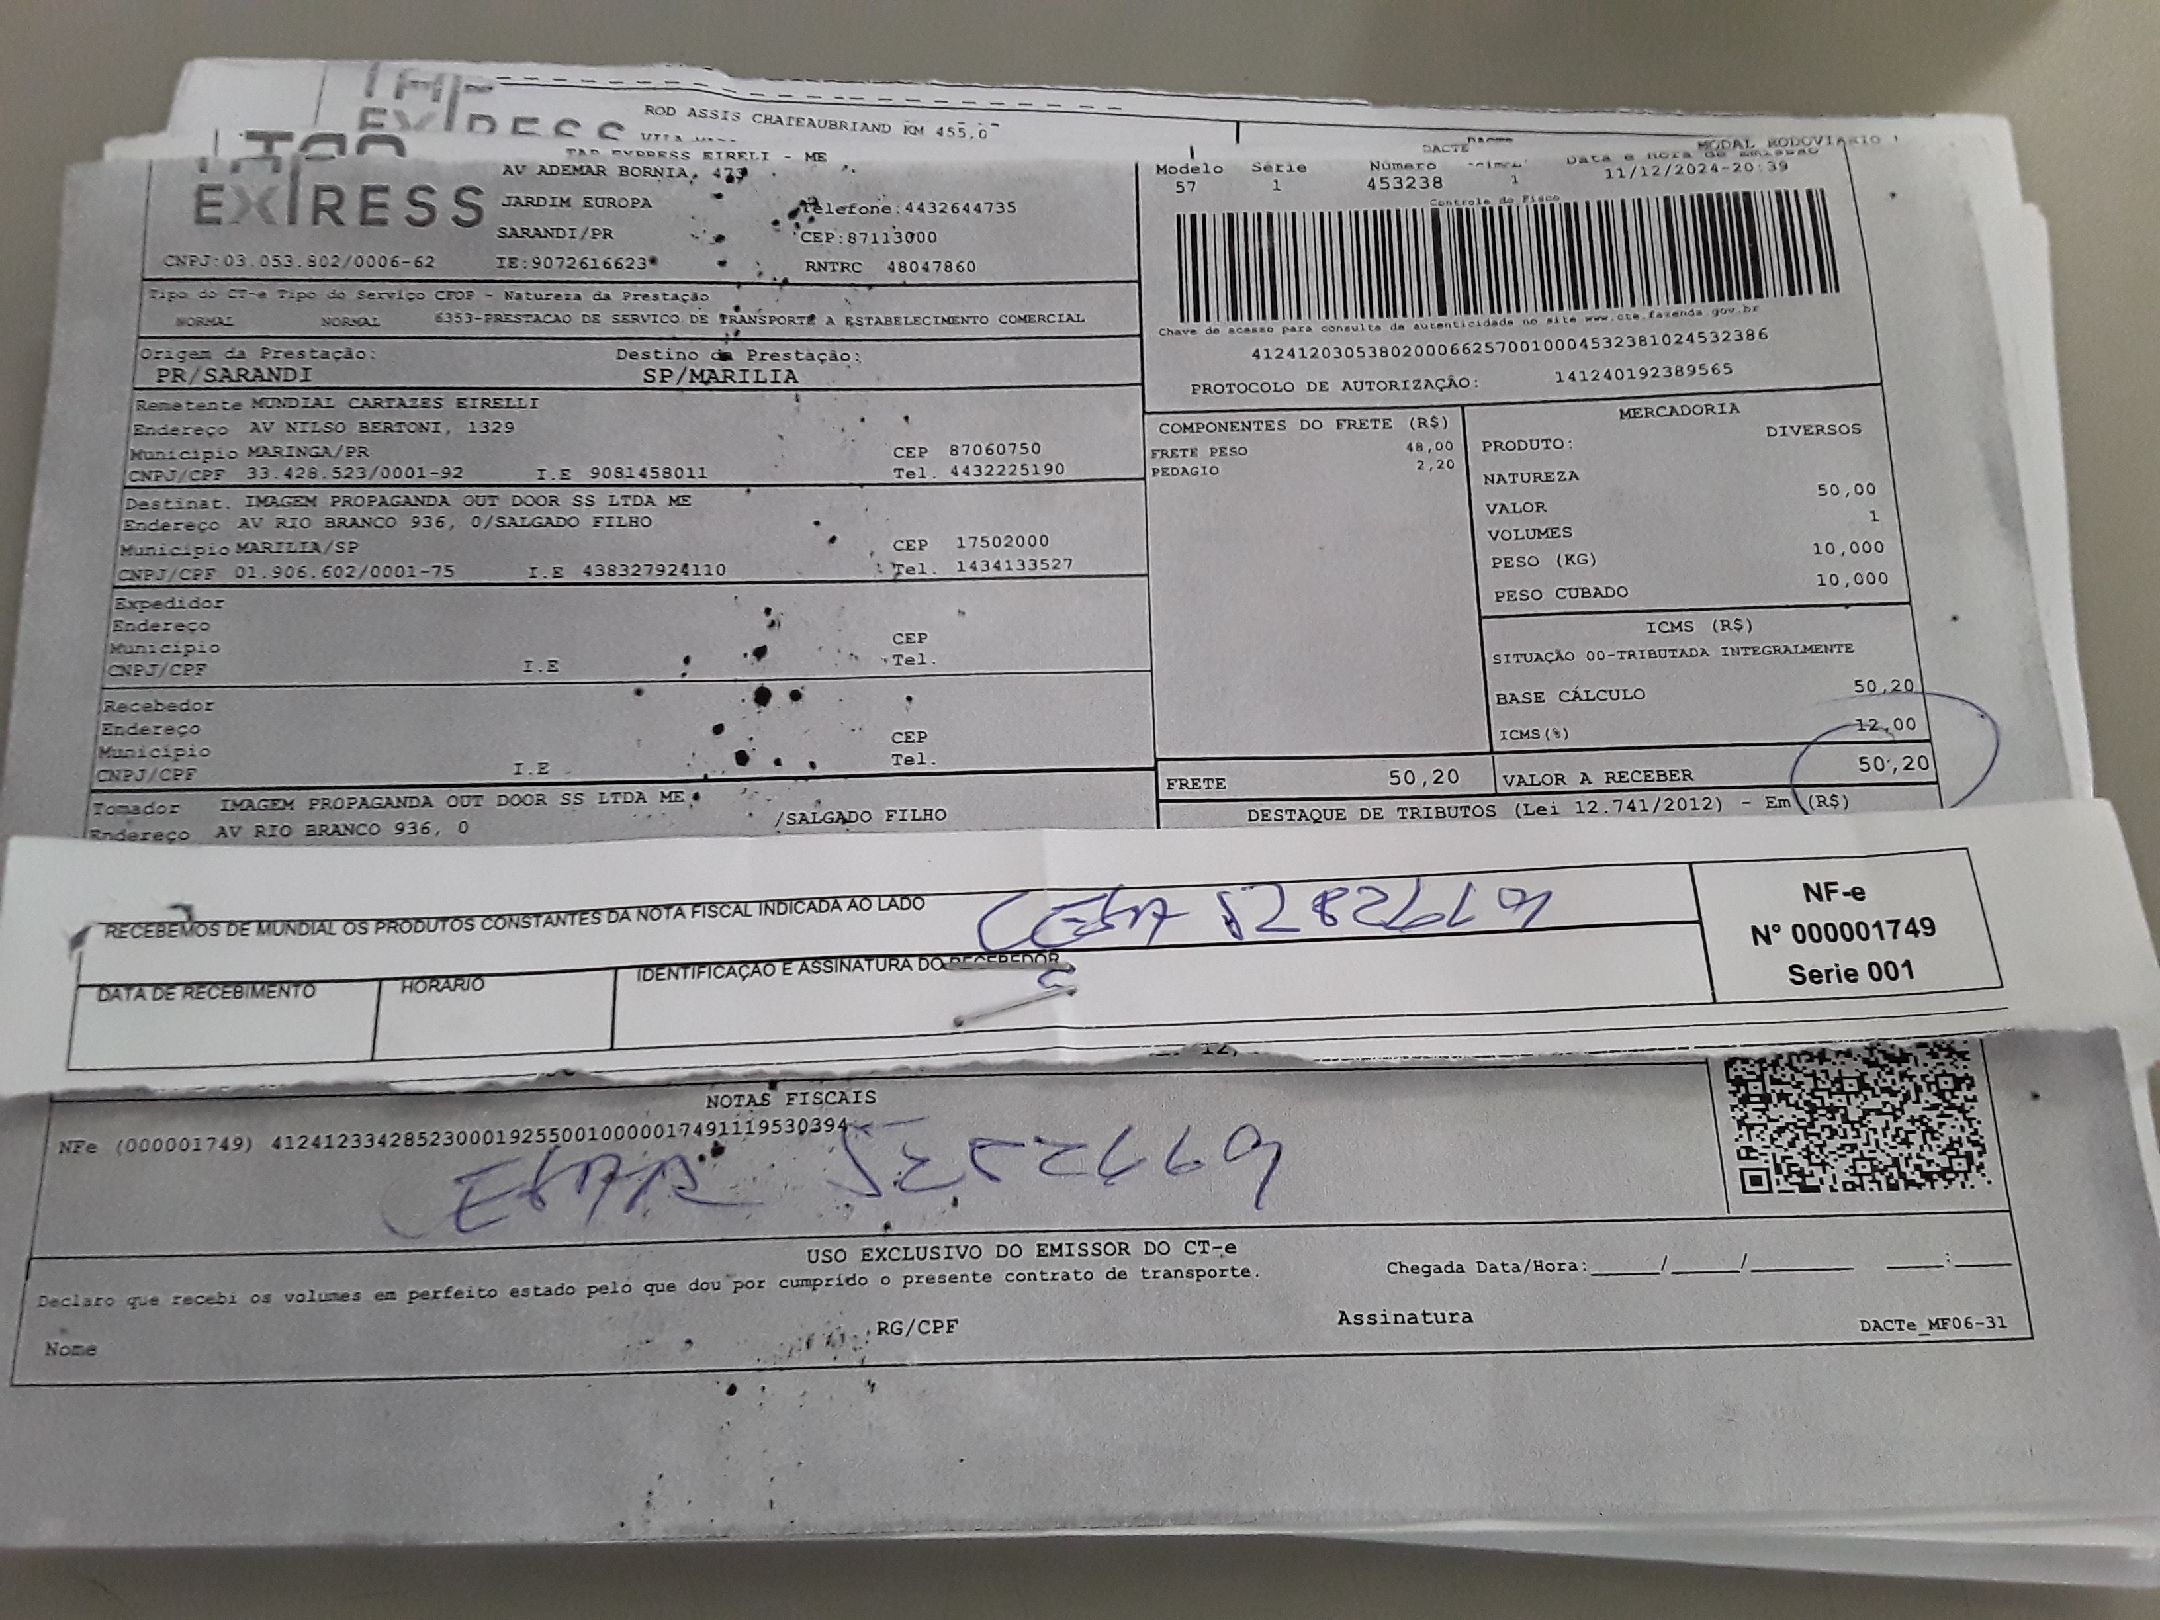 ROD ASSIS CHATEAUBRIAND KM 455,0
TAP EXPRESS EIRELI - ME
EXPRESS
AV ADEMAR BORNIA, 473
JARDIM EUROPA Telefone:4432644735
SARANDI/PR CEP:87113000
CNPJ:03.053.802/0006-62 IE:9072616623 RNTRC 48047860
DACTE MODAL RODOVIARIO
Modelo Série Número Data e Hora de Emissão
57 1 453238 1 11/12/2024-20:39
Controle do Fisco
Chave de acesso para consulta de autenticidade no site www.cte.fazenda.gov.br
41241203053802000662570010004532381024532386
PROTOCOLO DE AUTORIZAÇÃO: 141240192389565
Tipo do CT-e Tipo do Serviço CFOP - Natureza da Prestação
NORMAL NORMAL 6353-PRESTACAO DE SERVICO DE TRANSPORTE A ESTABELECIMENTO COMERCIAL
Origem da Prestação: Destino da Prestação:
PR/SARANDI SP/MARILIA
Remetente MUNDIAL CARTAZES EIRELLI
Endereço AV NILSO BERTONI, 1329
Município MARINGA/PR CEP 87060750
CNPJ/CPF 33.428.523/0001-92 I.E 9081458011 Tel. 4432225190
Destinat. IMAGEM PROPAGANDA OUT DOOR SS LTDA ME
Endereço AV RIO BRANCO 936, 0/SALGADO FILHO
Município MARILIA/SP CEP 17502000
CNPJ/CPF 01.906.602/0001-75 I.E 438327924110 Tel. 1434133527
Expedidor
Endereço
Município CEP
CNPJ/CPF I.E Tel.
Recebedor
Endereço
Município CEP
CNPJ/CPF I.E Tel.
Tomador IMAGEM PROPAGANDA OUT DOOR SS LTDA ME
Endereço AV RIO BRANCO 936, 0 /SALGADO FILHO
COMPONENTES DO FRETE (R$)
FRETE PESO 48,00
PEDAGIO 2,20
MERCADORIA
PRODUTO: DIVERSOS
NATUREZA
VALOR 50,00
VOLUMES 1
PESO (KG) 10,000
PESO CUBADO 10,000
ICMS (R$)
SITUAÇÃO 00-TRIBUTADA INTEGRALMENTE
BASE CÁLCULO 50,20
ICMS(%) 12,00
FRETE 50,20 VALOR A RECEBER 50,20
DESTAQUE DE TRIBUTOS (Lei 12.741/2012) - Em (R$)
RECEBEMOS DE MUNDIAL OS PRODUTOS CONSTANTES DA NOTA FISCAL INDICADA AO LADO
DATA DE RECEBIMENTO HORARIO IDENTIFICAÇÃO E ASSINATURA DO RECEBEDOR
NF-e
N° 000001749
Serie 001
NOTAS FISCAIS
NFe (000001749) 41241233428523000192550010000017491119530394
USO EXCLUSIVO DO EMISSOR DO CT-e
Declaro que recebi os volumes em perfeito estado pelo que dou por cumprido o presente contrato de transporte.
Chegada Data/Hora:_____/_____/________ _____:_____
Nome RG/CPF Assinatura DACTe_MF06-31